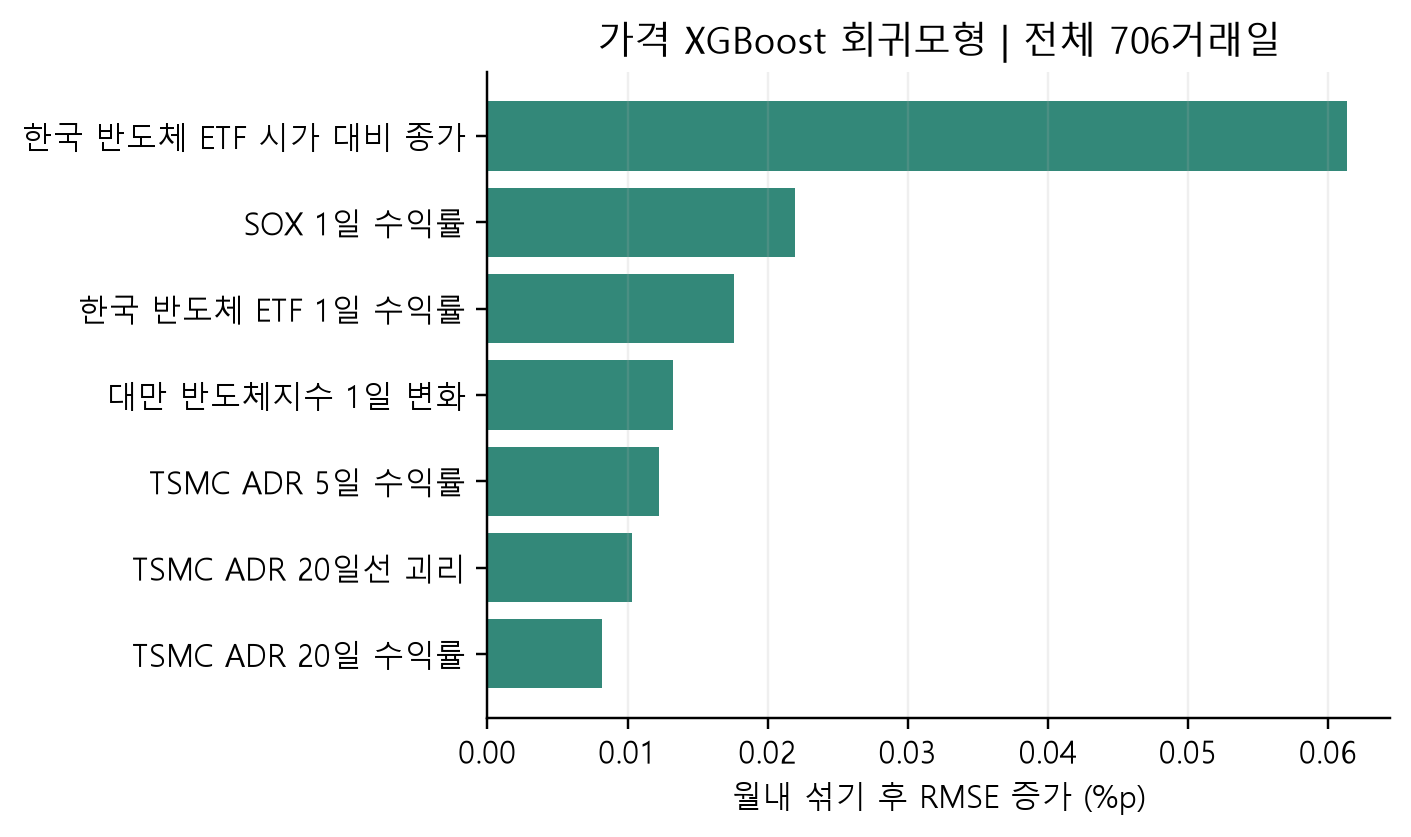 가격 XGBoost 회귀모형 | 전체 706거래일
한국 반도체 ETF 시가 대비 종가
SOX 1일 수익률
한국 반도체 ETF 1일 수익률
대만 반도체지수 1일 변화
TSMC ADR 5일 수익률
TSMC ADR 20일선 괴리
TSMC ADR 20일 수익률
0.00 0.01 0.02 0.03 0.04 0.05 0.06
월내 섞기 후 RMSE 증가 (%p)